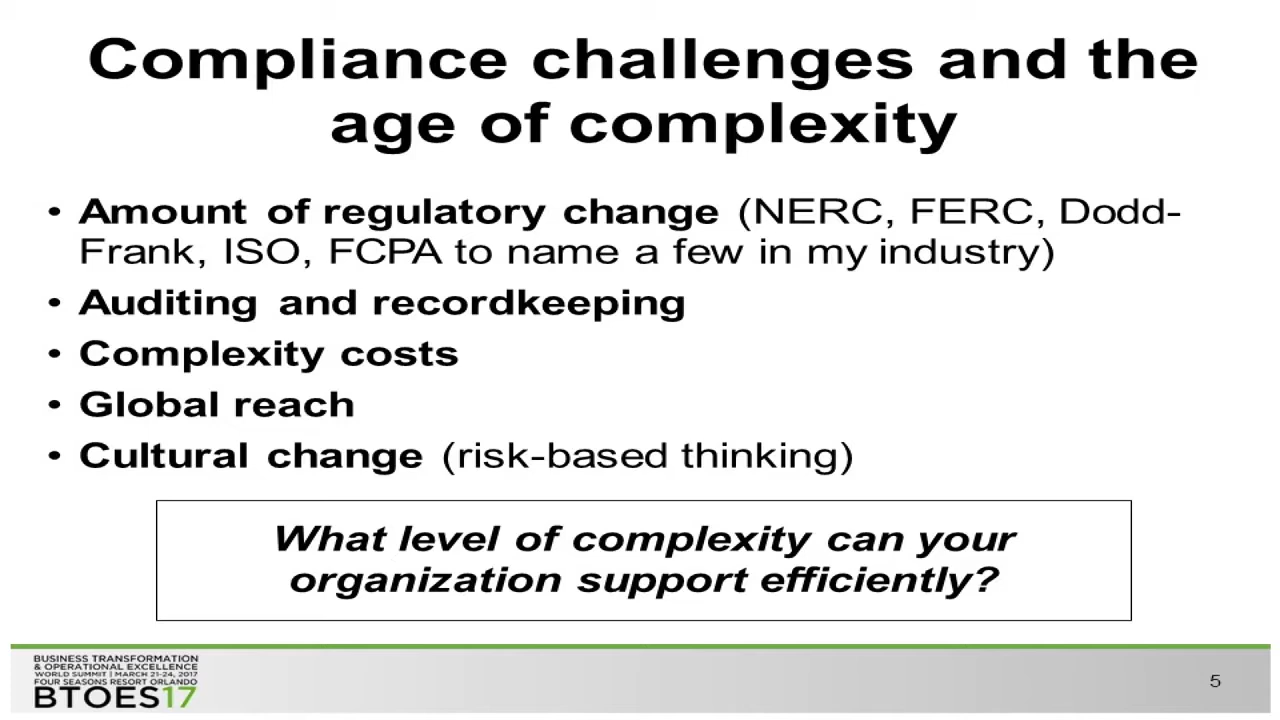 Compliance challenges and the
age of complexity
• Amount of regulatory change (NERC, FERC, Dodd-
Frank, ISO, FCPA to name a few in my industry)
• Auditing and recordkeeping
• Complexity costs
• Global reach
• Cultural change (risk-based thinking)
What level of complexity can your
organization support efficiently?
BUSINESS TRANSFORMATION
& OPERATIONAL EXCELLENCE
WORLD SUMMIT | MARCH 21-24, 2017
FOUR SEASONS RESORT ORLANDO
BTOES17
5